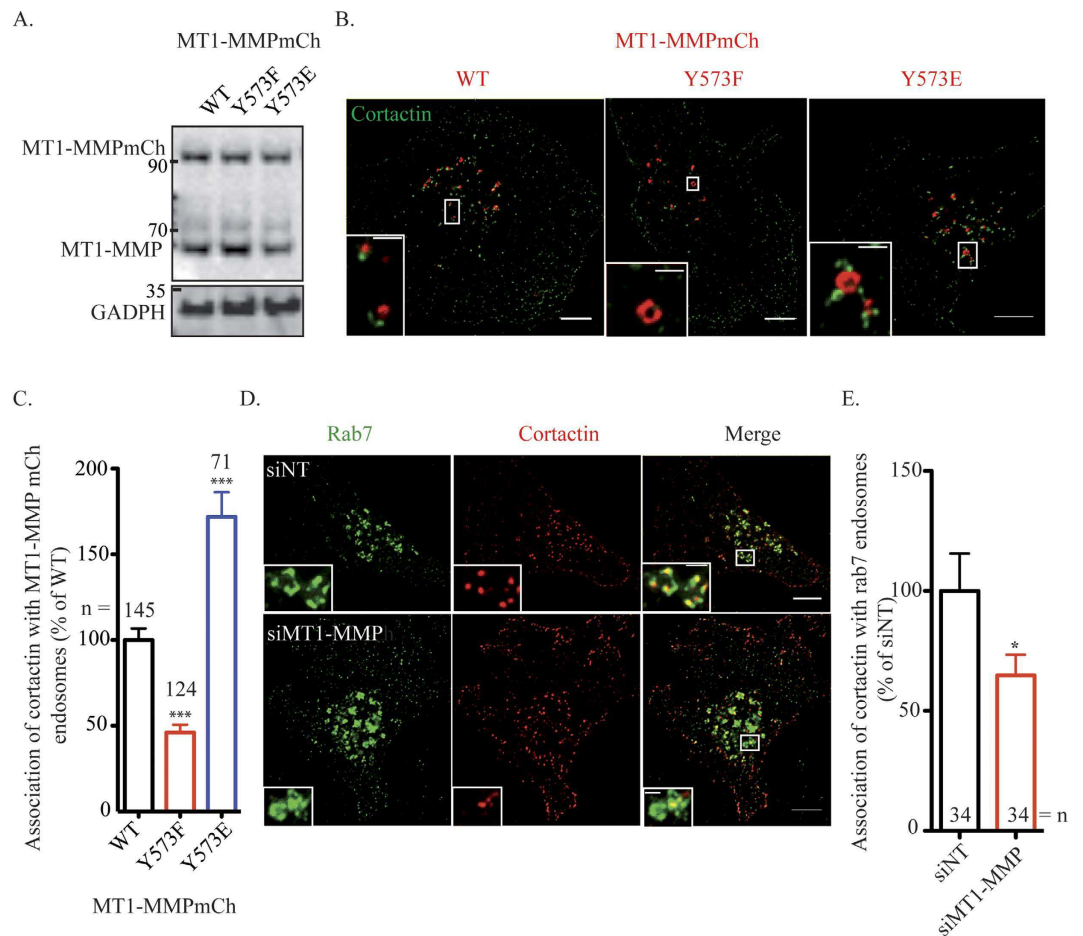 A.
MT1-MMPmCh
WT Y573F Y573E
MT1-MMPmCh
90
70
MT1-MMP
35
GADPH
B.
MT1-MMPmCh
WT Y573F Y573E
Cortactin
C.
Association of cortactin with MT1-MMP mCh
endosomes (% of WT)
200
150
100
50
0
n = 145
124
***
71
***
WT Y573F Y573E
MT1-MMPmCh
D.
Rab7 Cortactin Merge
siNT
siMT1-MMP
E.
Association of cortactin with rab7 endosomes
(% of siNT)
150
100
50
0
*
34 34 = n
siNT siMT1-MMP